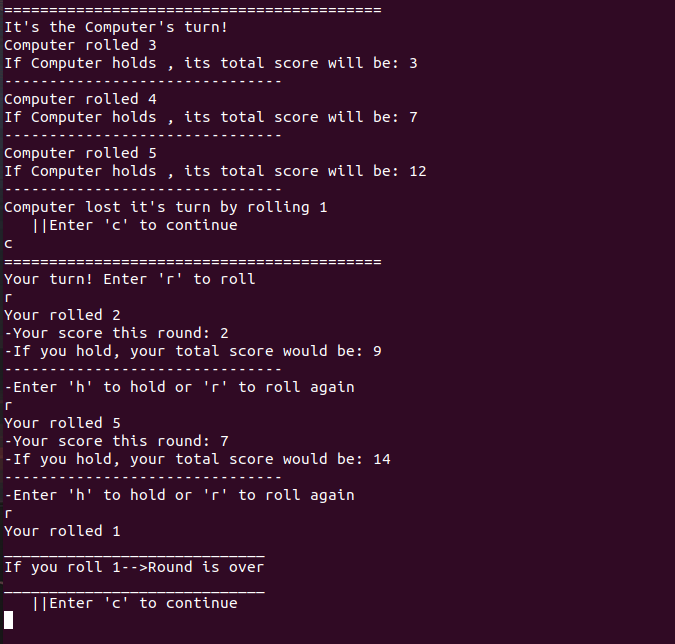 ==========================================
It's the Computer's turn!
Computer rolled 3
If Computer holds , its total score will be: 3
-------------------------------
Computer rolled 4
If Computer holds , its total score will be: 7
-------------------------------
Computer rolled 5
If Computer holds , its total score will be: 12
-------------------------------
Computer lost it's turn by rolling 1
   ||Enter 'c' to continue
c
==========================================
Your turn! Enter 'r' to roll
r
Your rolled 2
-Your score this round: 2
-If you hold, your total score would be: 9
-------------------------------
-Enter 'h' to hold or 'r' to roll again
r
Your rolled 5
-Your score this round: 7
-If you hold, your total score would be: 14
-------------------------------
-Enter 'h' to hold or 'r' to roll again
r
Your rolled 1
_____________________________
If you roll 1-->Round is over
_____________________________
   ||Enter 'c' to continue